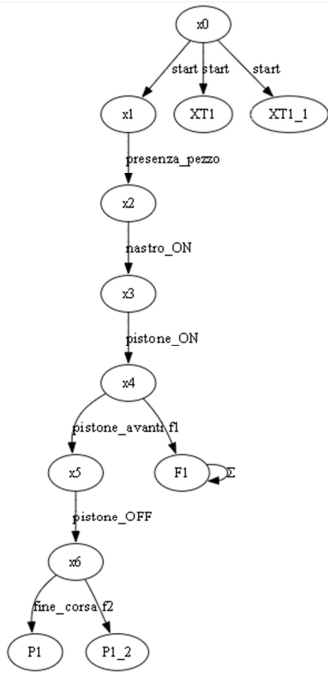 x0
start start start
x1 XT1 XT1_1
presenza_pezzo
x2
nastro_ON
x3
pistone_ON
x4
pistone_avanti f1
x5 F1 Σ
pistone_OFF
x6
fine_corsa f2
P1 P1_2